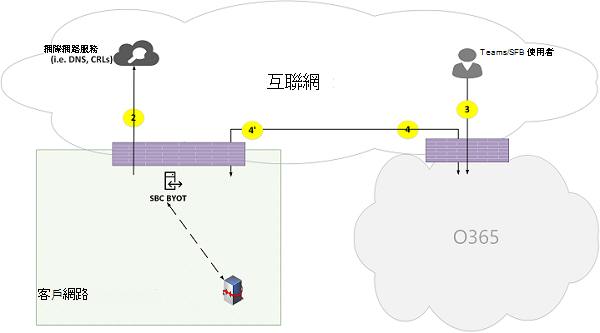 網際網路服務
(i.e. DNS, CRLs)
Teams/SFB 使用者
互聯網
2
4'
4
3
SBC BYOT
O365
客戶網路